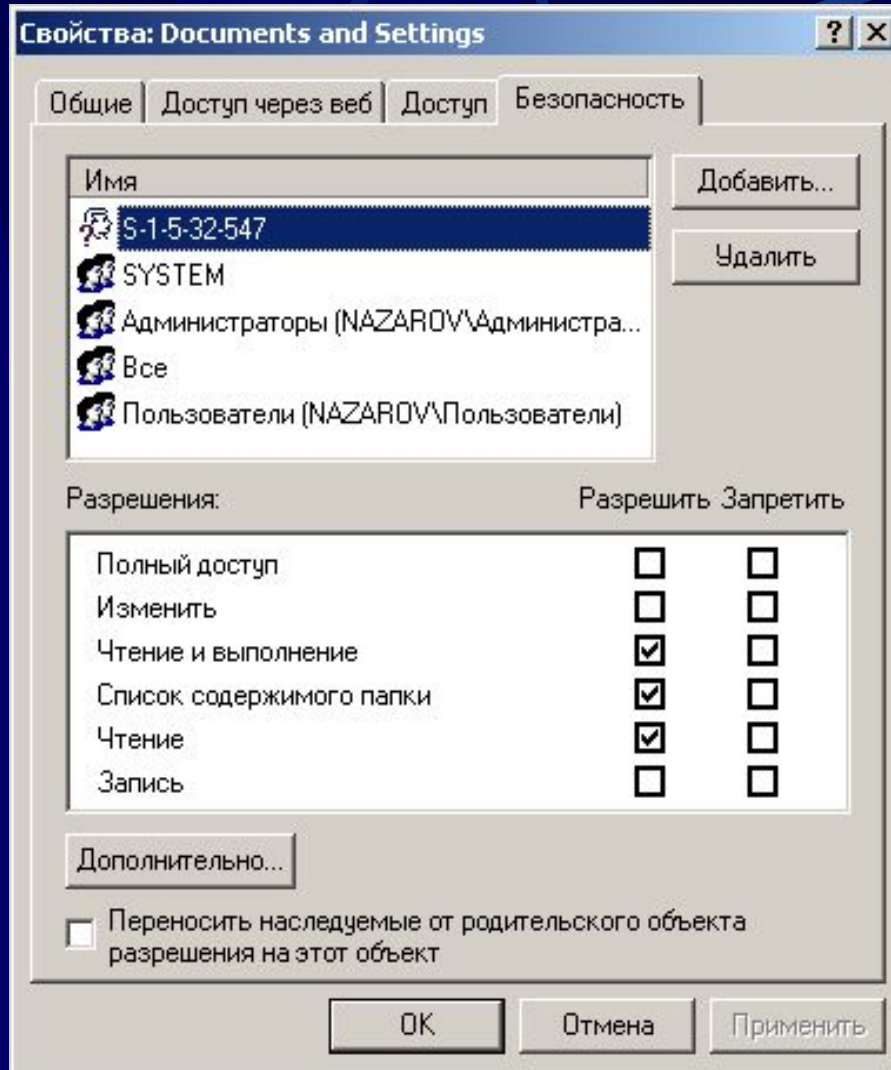 Свойства: Documents and Settings
Общие Доступ через веб Доступ Безопасность
Имя
Добавить...
S-1-5-32-547
Удалить
SYSTEM
Администраторы (NAZAROV\Администра...
Все
Пользователи (NAZAROV\Пользователи)
Разрешения: Разрешить Запретить
Полный доступ
Изменить
Чтение и выполнение
Список содержимого папки
Чтение
Запись
Дополнительно...
Переносить наследуемые от родительского объекта
разрешения на этот объект
OK Отмена Применить